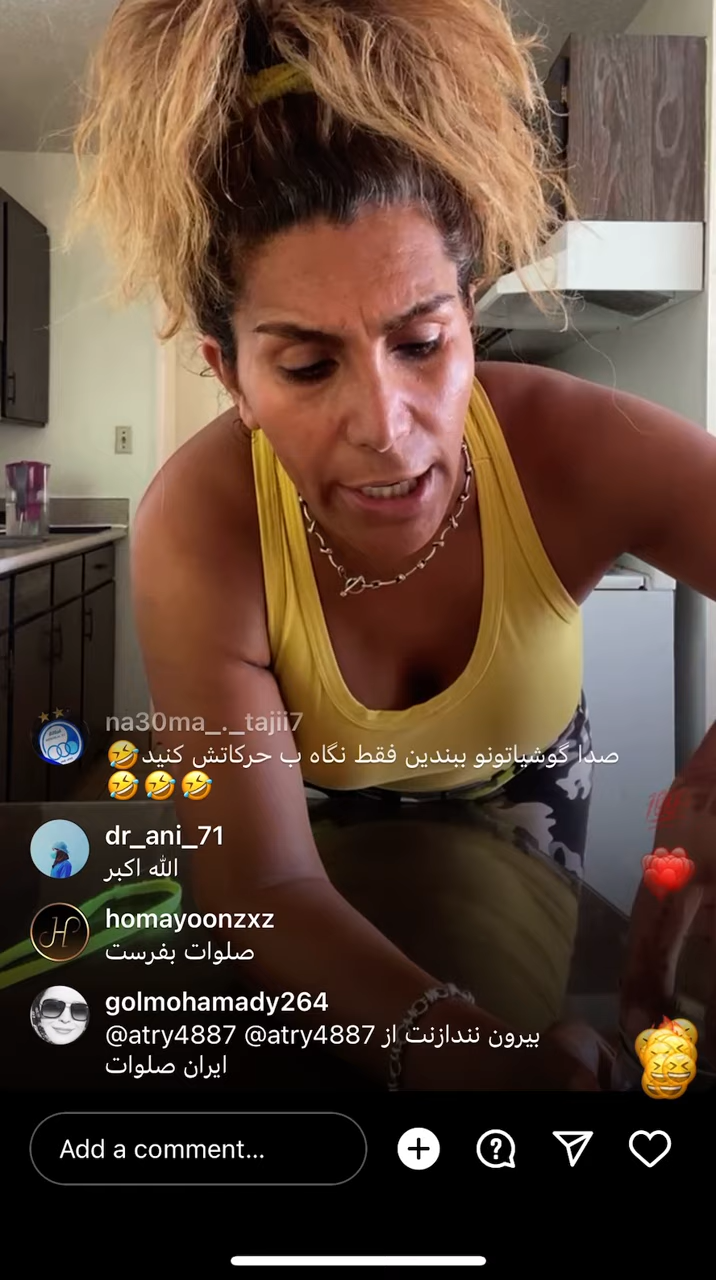 na30ma_._tajii7
صدا گوشیاتونو ببندین فقط نگاه ب حرکاتش کنید🤣
🤣🤣🤣
dr_ani_71
الله اکبر
homayoonzxz
صلوات بفرست
golmohamady264
@atry4887 @atry4887 بیرون نندازنت از
ایران صلوات
Add a comment...